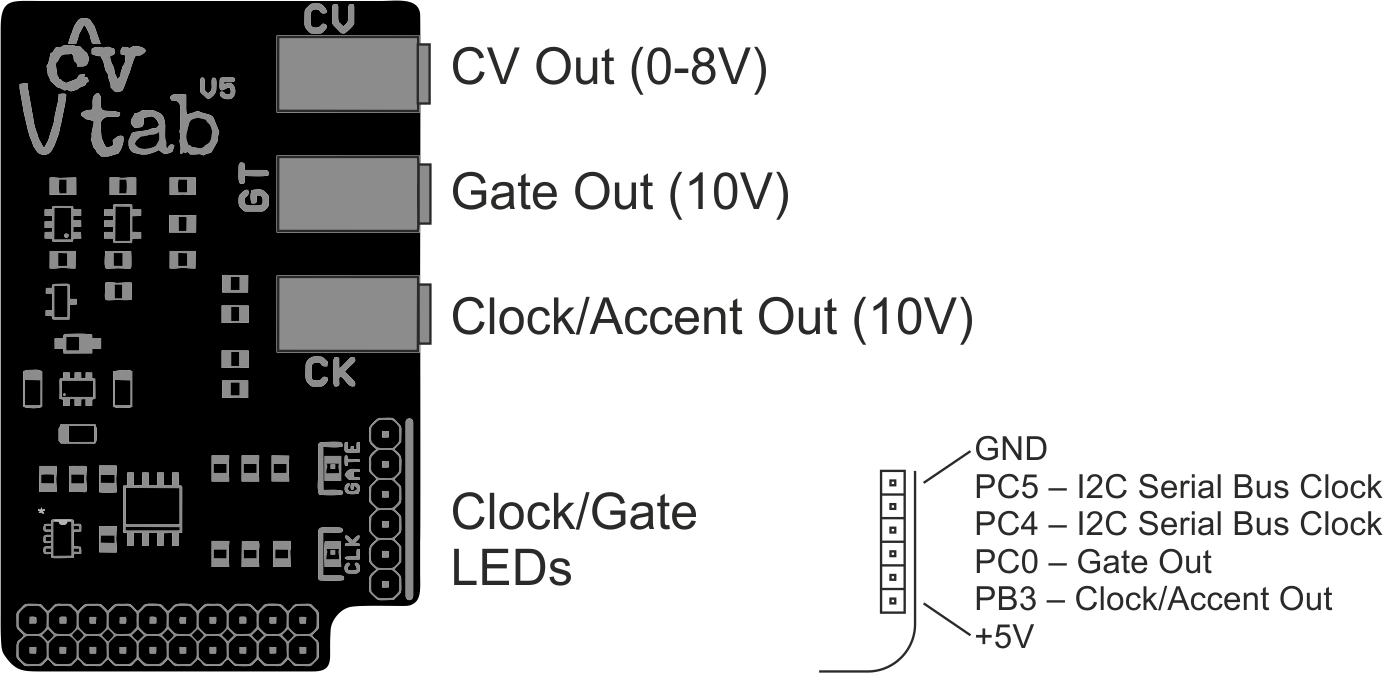 CV
cv
Vtab
V5
CV Out (0-8V)
GT
Gate Out (10V)
Clock/Accent Out (10V)
CK
GATE
CLK
*
Clock/Gate
LEDs
GND
PC5 – I2C Serial Bus Clock
PC4 – I2C Serial Bus Clock
PC0 – Gate Out
PB3 – Clock/Accent Out
+5V